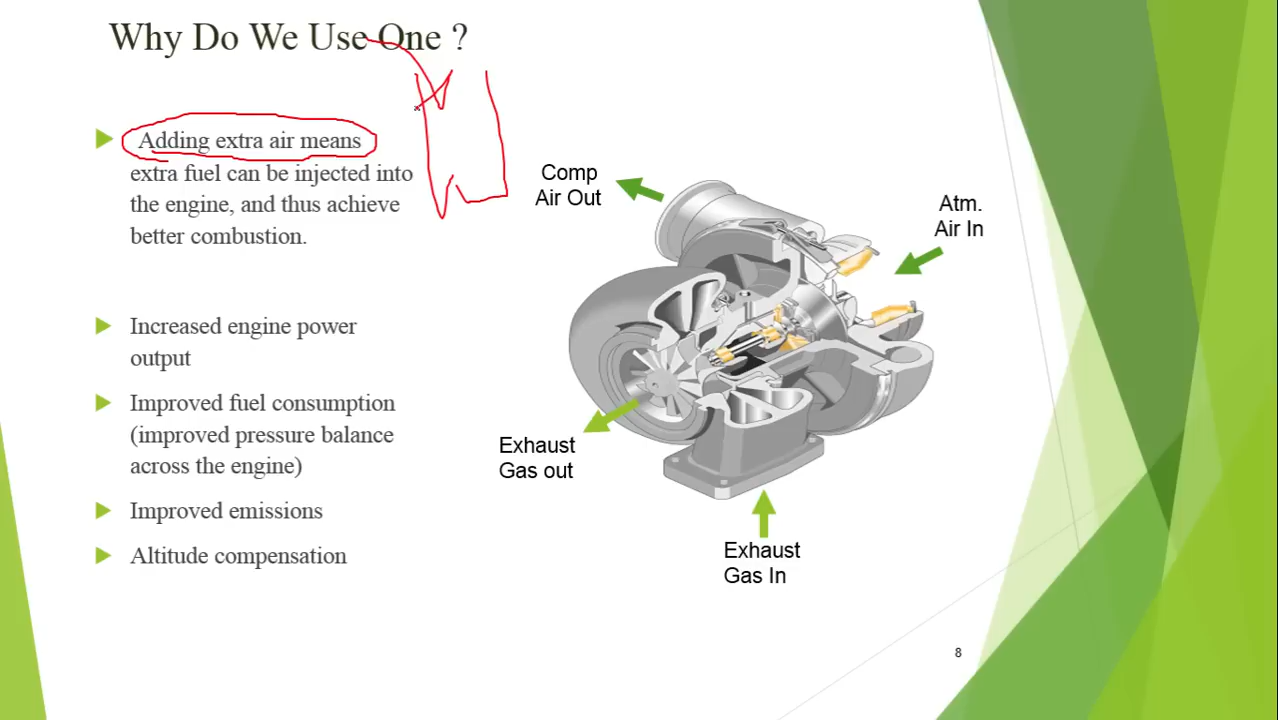 Why Do We Use One ?
Adding extra air means
extra fuel can be injected into
the engine, and thus achieve
better combustion.
Increased engine power
output
Improved fuel consumption
(improved pressure balance
across the engine)
Improved emissions
Altitude compensation
Comp
Air Out
Atm.
Air In
Exhaust
Gas out
Exhaust
Gas In
8